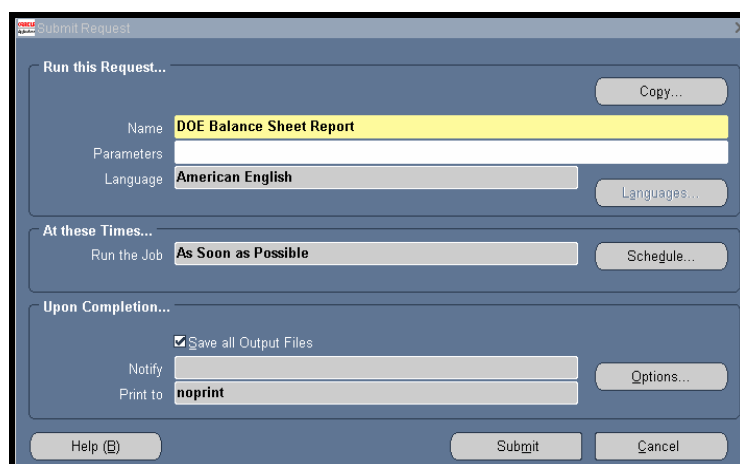 Submit Request
Run this Request...
Copy...
Name DOE Balance Sheet Report
Parameters
Language American English
Languages...
At these Times...
Run the Job As Soon as Possible
Schedule...
Upon Completion...
Save all Output Files
Notify
Options...
Print to noprint
Help (B) Submit Cancel